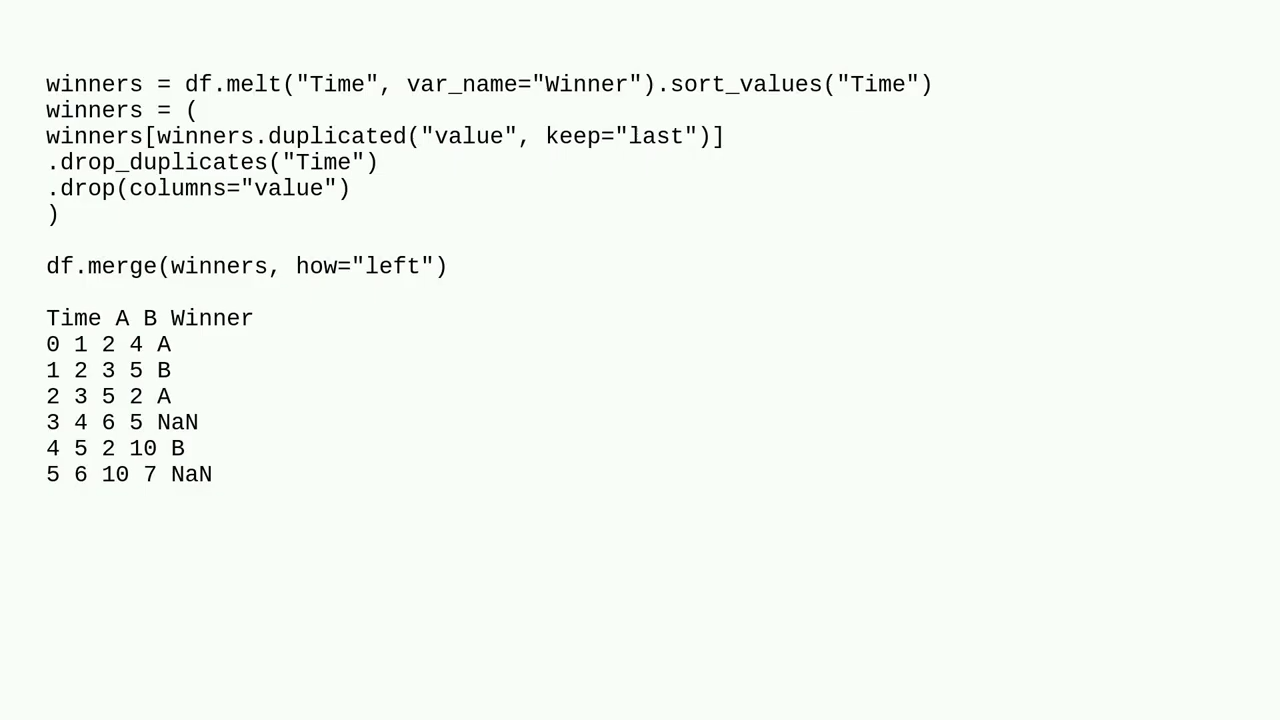 winners = df.melt("Time", var_name="Winner").sort_values("Time")
winners = (
winners[winners.duplicated("value", keep="last")]
.drop_duplicates("Time")
.drop(columns="value")
)

df.merge(winners, how="left")

Time A B Winner
0 1 2 4 A
1 2 3 5 B
2 3 5 2 A
3 4 6 5 NaN
4 5 2 10 B
5 6 10 7 NaN